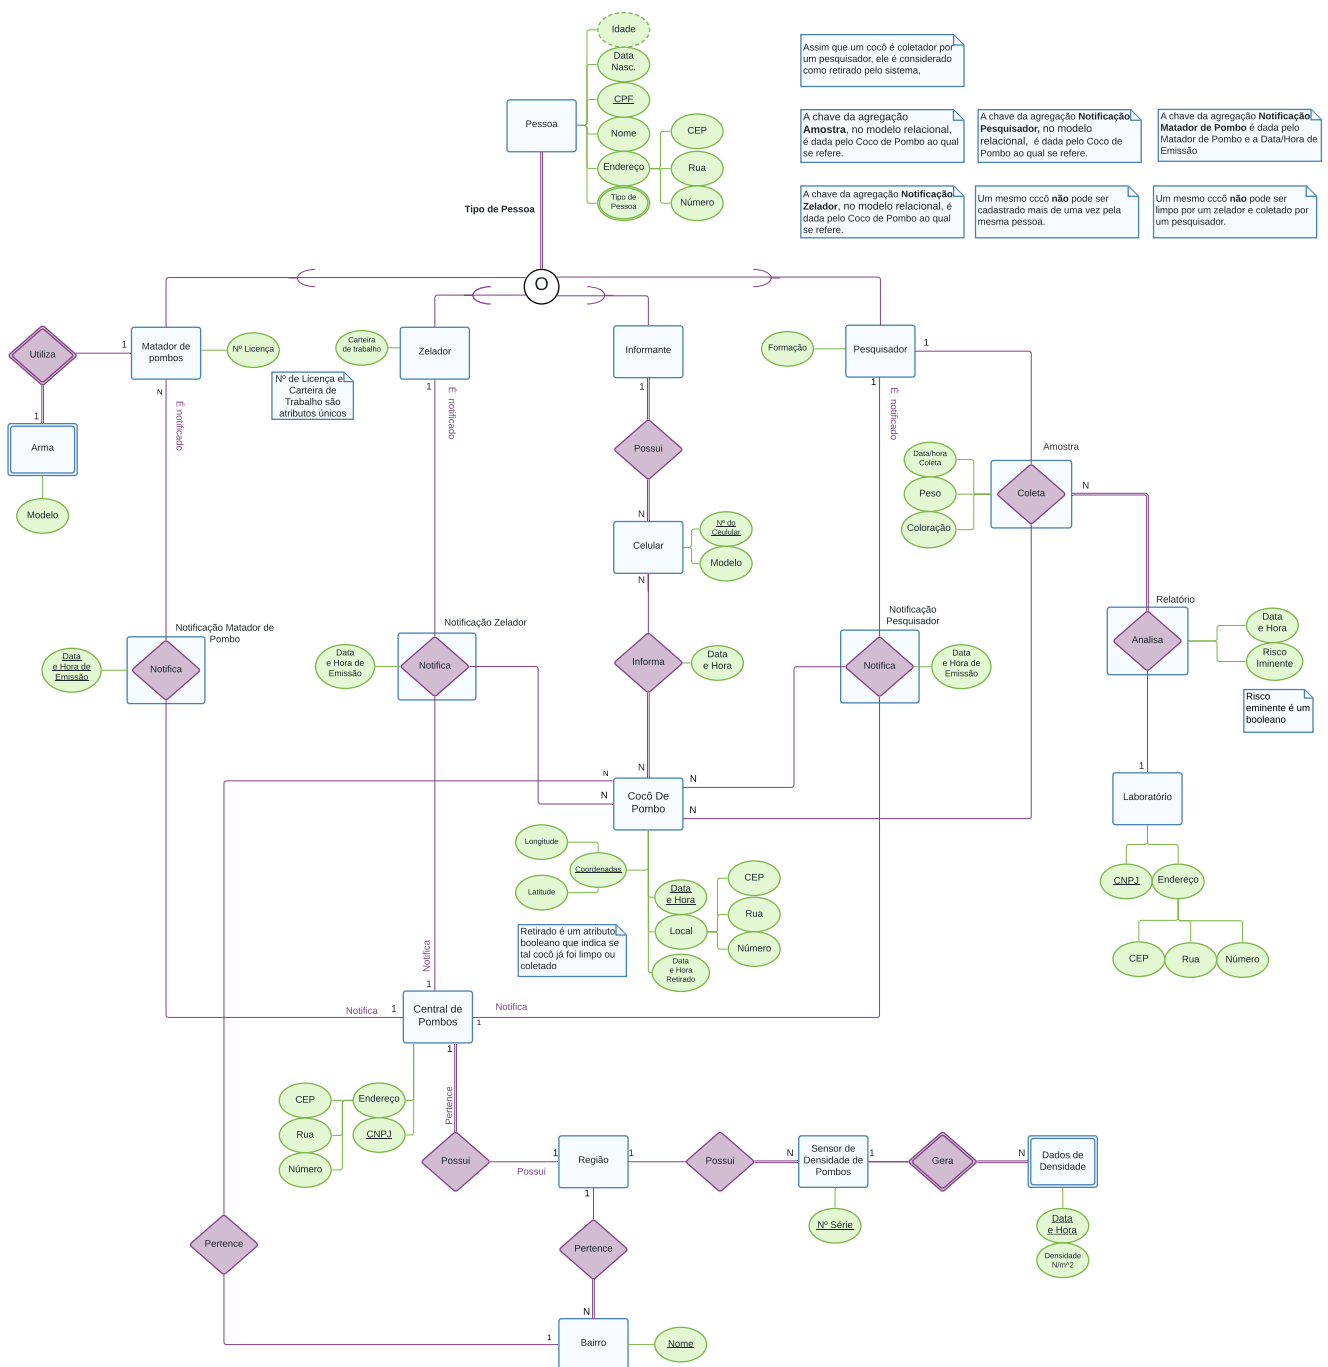 Idade
Data
Nasc.
CPF
Nome
Endereço
Tipo de
Pessoa
CEP
Rua
Número
Pessoa
Tipo de Pessoa
Assim que um cocô é coletador por
um pesquisador, ele é considerado
como retirado pelo sistema,
A chave da agregação
Amostra, no modelo relacional,
é dada pelo Coco de Pombo ao qual
se refere.
A chave da agregação Notificação
Pesquisador, no modelo
relacional, é dada pelo Coco de
Pombo ao qual se refere.
A chave da agregação Notificação
Matador de Pombo é dada pelo
Matador de Pombo e a Data/Hora de
Emissão
A chave da agregação Notificação
Zelador, no modelo relacional, é
dada pelo Coco de Pombo ao qual
se refere.
Um mesmo cccô não pode ser
cadastrado mais de uma vez pela
mesma pessoa.
Um mesmo cccô não pode ser
limpo por um zelador e coletado por
um pesquisador.
O
Utiliza
1
Matador de
pombos
Nº Licença
Carteira
de trabalho
Zelador
Informante
Formação
Pesquisador
1
N
1
1
1
Nº de Licença e
Carteira de
Trabalho são
atributos únicos
É notificado
É notificado
É notificado
1
Arma
Modelo
Possui
Amostra
Data/hora
Coleta
Peso
Coloração
Coleta
N
N
Celular
Nº do
Ceulular
Modelo
N
Relatório
Notificação Matador de
Pombo
Notificação Zelador
Notificação
Pesquisador
Data
e Hora de
Emissão
Notifica
Data
e Hora de
Emissão
Notifica
Informa
Data
e Hora
Notifica
Data
e Hora de
Emissão
Analisa
Data
e Hora
Risco
Iminente
Risco
eminente é um
booleano
N
N
N
N
N
1
Cocô De
Pombo
Laboratório
Longitude
Coordenadas
Latitude
Data
e Hora
Local
Data
e Hora
Retirado
CEP
Rua
Número
CNPJ
Endereço
CEP
Rua
Número
Retirado é um atributo
booleano que indica se
tal cocô já foi limpo ou
coletado
Notifica
1
Notifica
1
Central de
Pombos
1
Notifica
1
CEP
Rua
Número
Endereço
CNPJ
Pertence
Possui
Possui
1
Região
1
Possui
N
Sensor de
Densidade de
Pombos
1
Gera
N
Dados de
Densidade
1
Nº Série
Data
e Hora
Densidade
N/m^2
Pertence
Pertence
N
1
Bairro
Nome